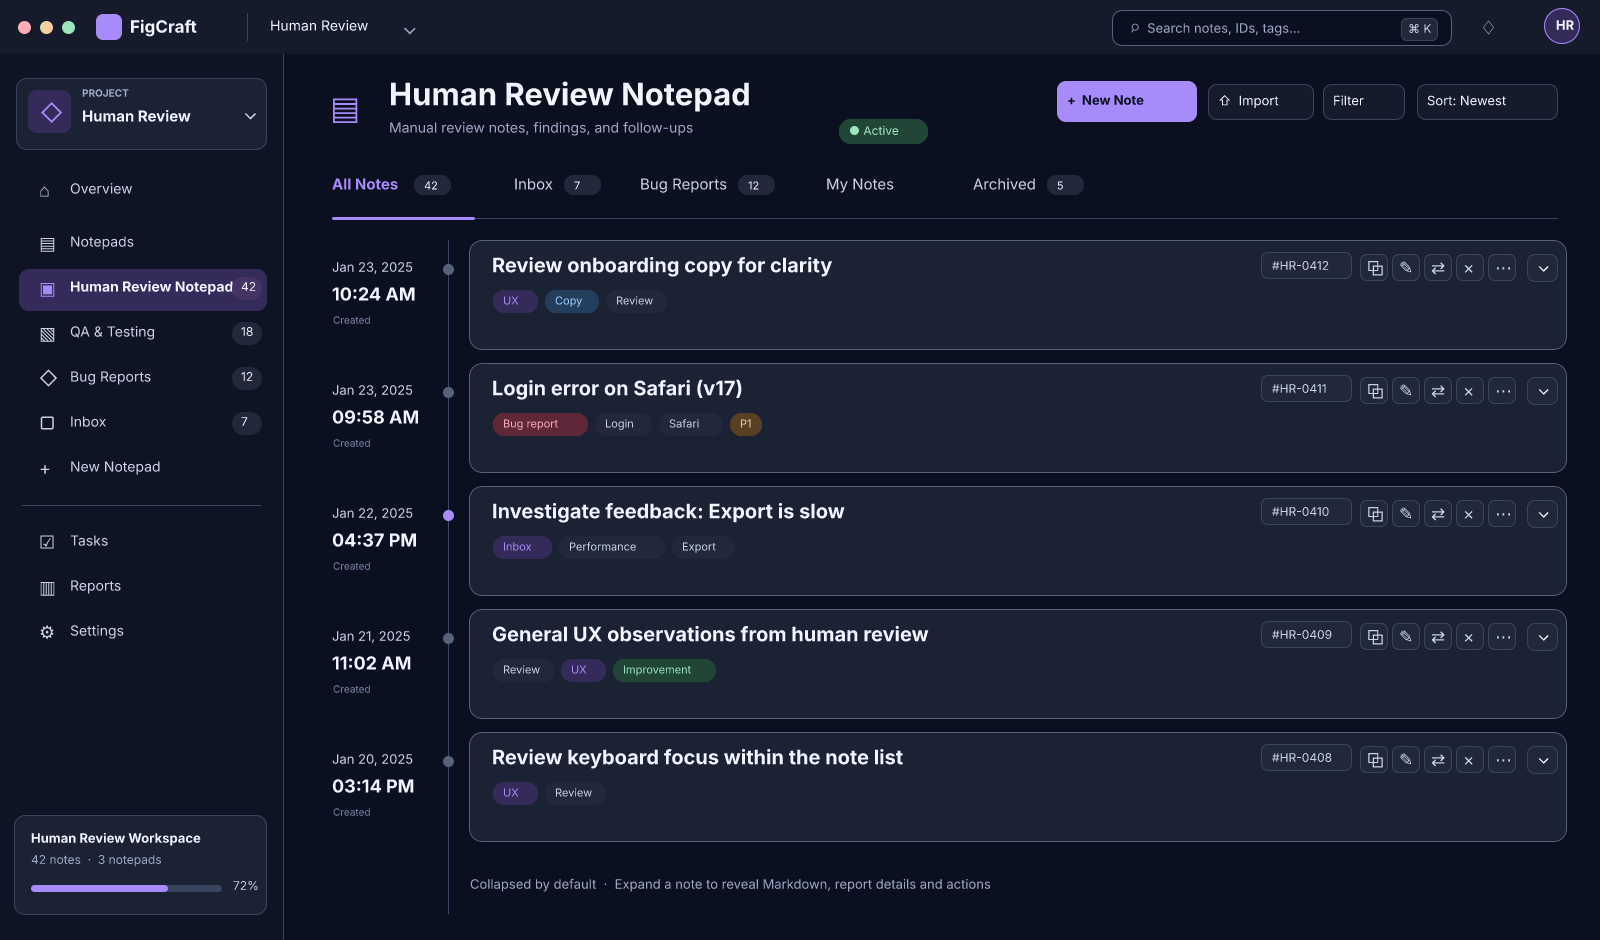 FigCraft
Human Review
Search notes, IDs, tags...
⌘ K
HR
PROJECT
Human Review
Overview
Notepads
Human Review Notepad 42
QA & Testing 18
Bug Reports 12
Inbox 7
+ New Notepad
Tasks
Reports
Settings
Human Review Workspace
42 notes · 3 notepads
72%
Human Review Notepad
Manual review notes, findings, and follow-ups
Active
+ New Note
Import
Filter
Sort: Newest
All Notes 42
Inbox 7
Bug Reports 12
My Notes
Archived 5
Jan 23, 2025
10:24 AM
Created
Review onboarding copy for clarity
#HR-0412
UX Copy Review
Jan 23, 2025
09:58 AM
Created
Login error on Safari (v17)
#HR-0411
Bug report Login Safari P1
Jan 22, 2025
04:37 PM
Created
Investigate feedback: Export is slow
#HR-0410
Inbox Performance Export
Jan 21, 2025
11:02 AM
Created
General UX observations from human review
#HR-0409
Review UX Improvement
Jan 20, 2025
03:14 PM
Created
Review keyboard focus within the note list
#HR-0408
UX Review
Collapsed by default · Expand a note to reveal Markdown, report details and actions